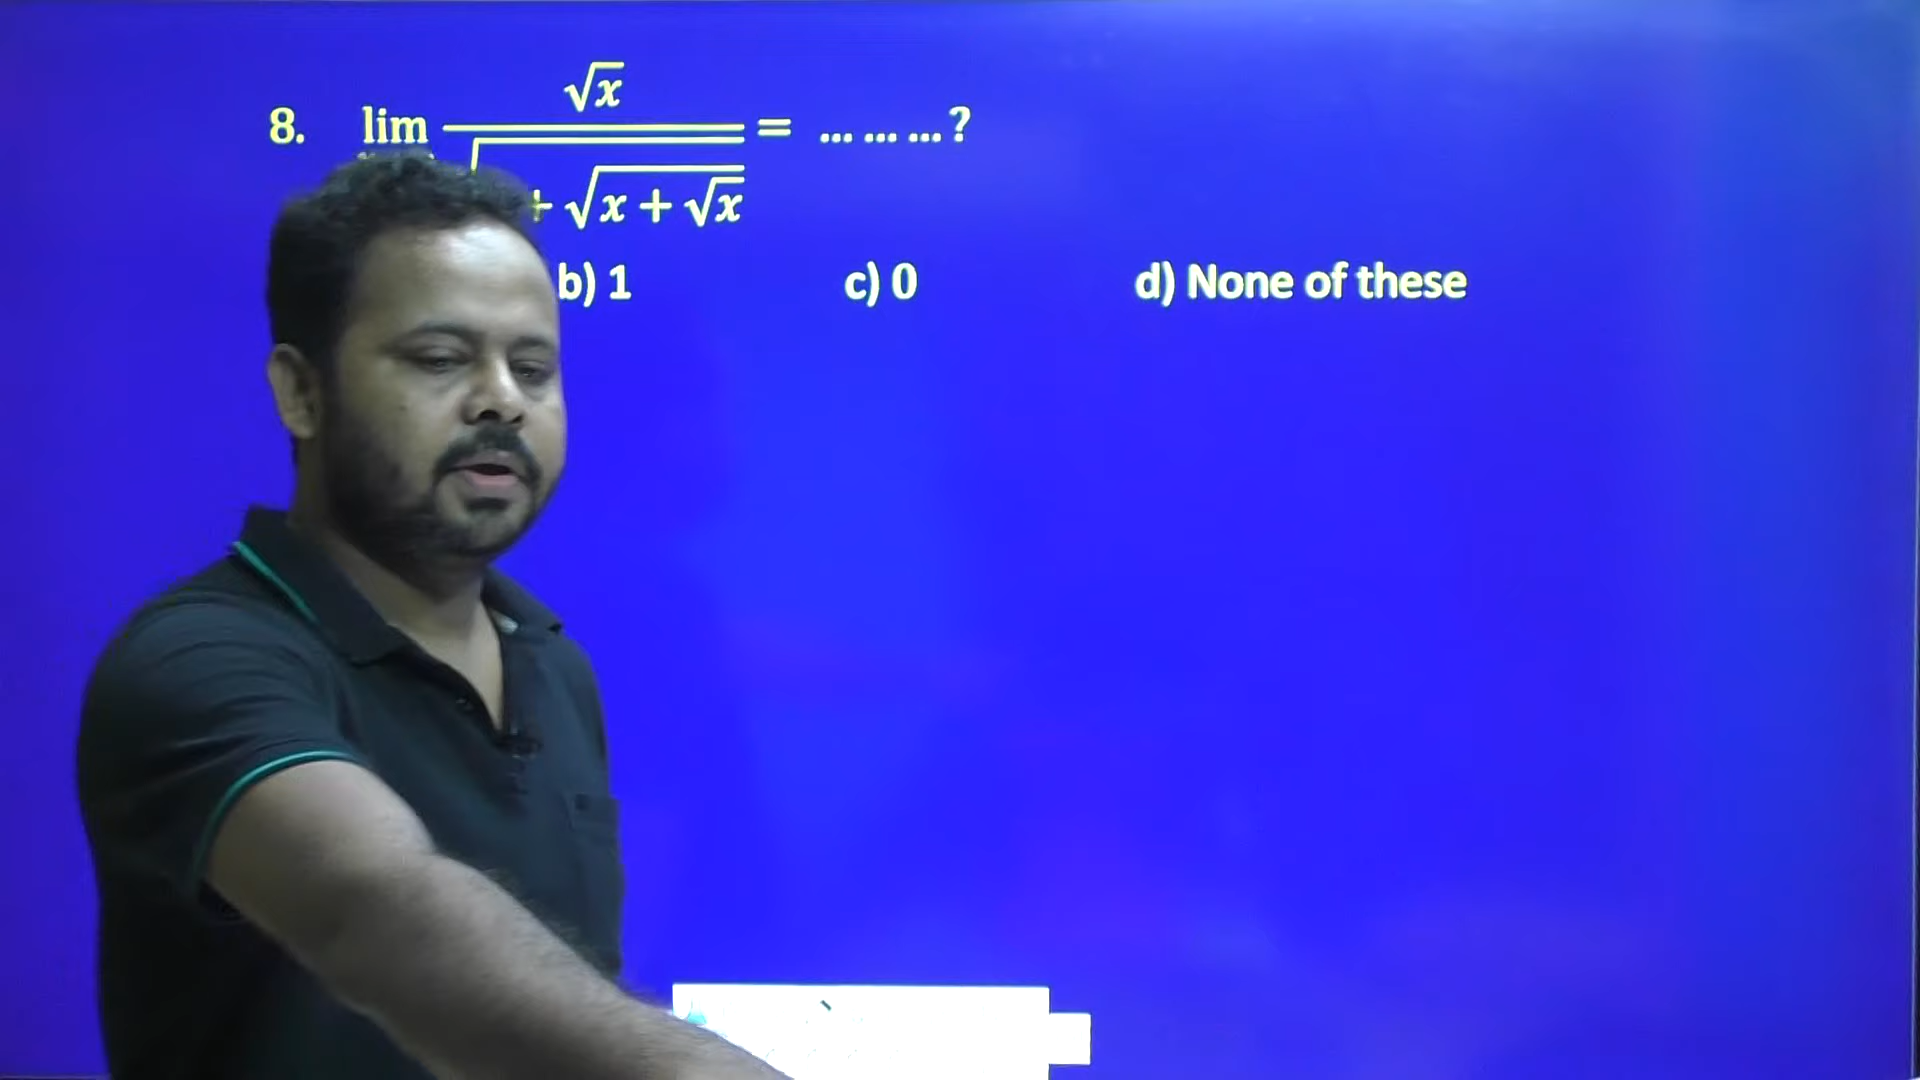 8. lim √x = ... ... ... ?
+ √x + √x
b) 1 c) 0 d) None of these